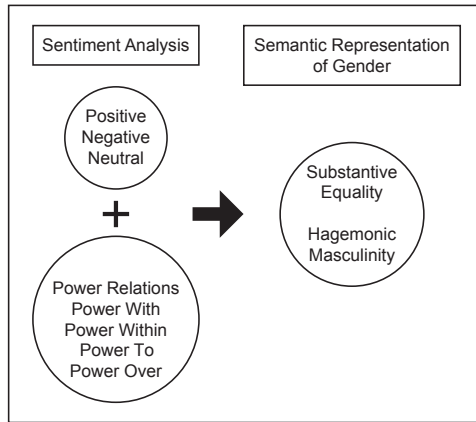 Sentiment Analysis
Positive
Negative
Neutral
+
Power Relations
Power With
Power Within
Power To
Power Over
Semantic Representation
of Gender
Substantive
Equality
Hagemonic
Masculinity